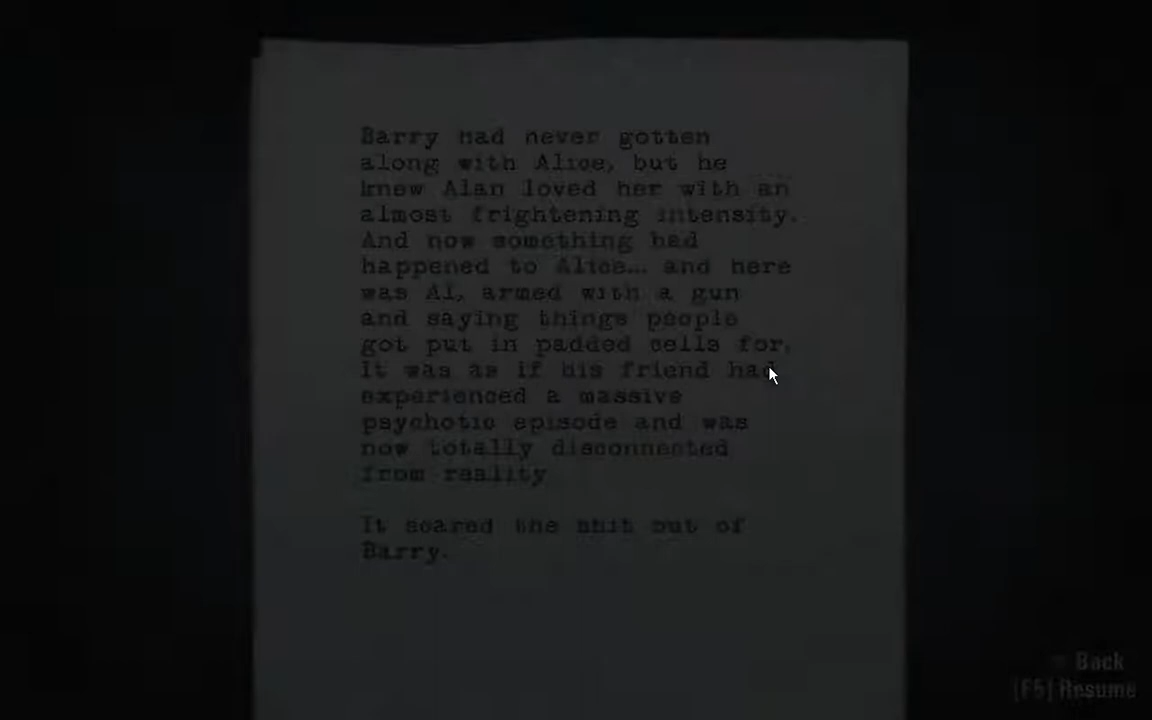 Barry had never gotten
along with Alice, but he
knew Alan loved her with an
almost frightening intensity.
And now something had
happened to Alice... and here
was Al, armed with a gun
and saying things people
got put in padded cells for.
It was as if his friend had
experienced a massive
psychotic episode and was
now totally disconnected
from reality
It scared the shit out of
Barry.
Back
[F5] Resume